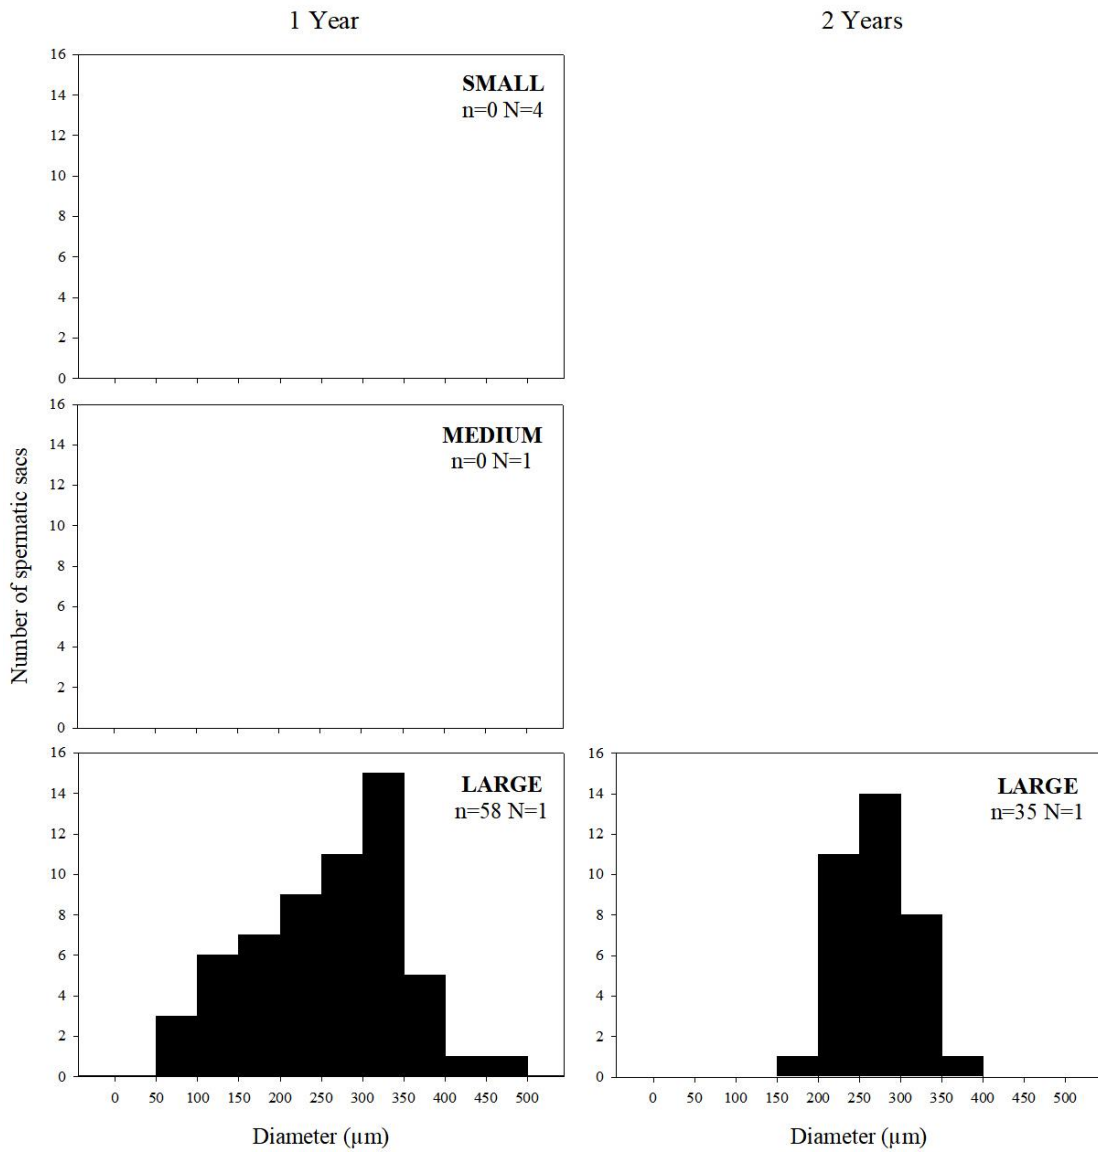 1 Year
2 Years
16
14
12
10
8
6
4
2
0
SMALL
n=0 N=4
16
14
12
10
8
6
4
2
0
MEDIUM
n=0 N=1
Number of spermatic sacs
16
14
12
10
8
6
4
2
0
LARGE
n=58 N=1
0 50 100 150 200 250 300 350 400 450 500
Diameter (µm)
16
14
12
10
8
6
4
2
0
LARGE
n=35 N=1
0 50 100 150 200 250 300 350 400 450 500
Diameter (µm)